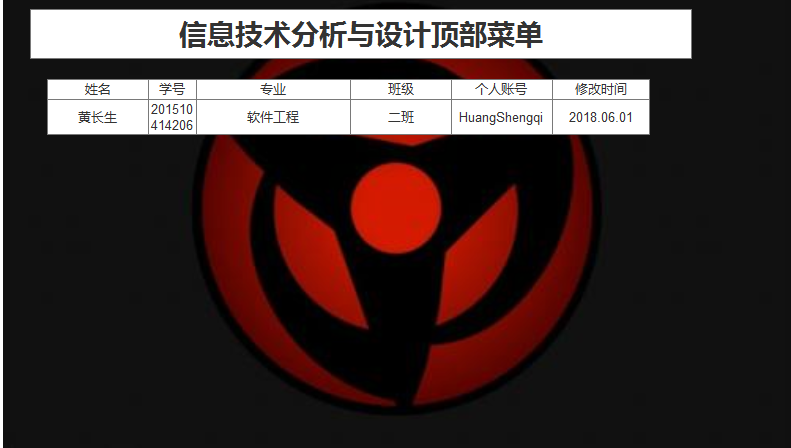 信息技术分析与设计顶部菜单
姓名 学号 专业 班级 个人账号 修改时间
黄长生 201510 软件工程 二班 HuangShengqi 2018.06.01
414206